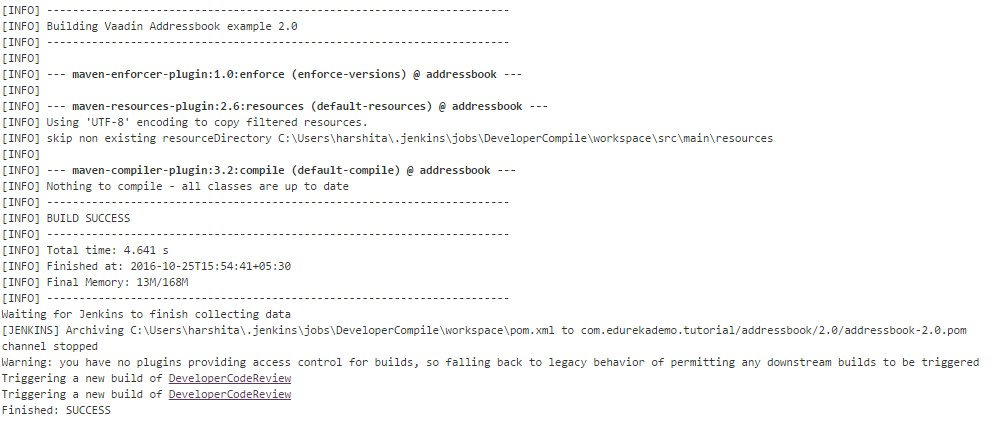 [INFO] ------------------------------------------------------------------------
[INFO] Building Vaadin Addressbook example 2.0
[INFO] ------------------------------------------------------------------------
[INFO]
[INFO] --- maven-enforcer-plugin:1.0:enforce (enforce-versions) @ addressbook ---
[INFO]
[INFO] --- maven-resources-plugin:2.6:resources (default-resources) @ addressbook ---
[INFO] Using 'UTF-8' encoding to copy filtered resources.
[INFO] skip non existing resourceDirectory C:\Users\harshita\.jenkins\jobs\DeveloperCompile\workspace\src\main\resources
[INFO]
[INFO] --- maven-compiler-plugin:3.2:compile (default-compile) @ addressbook ---
[INFO] Nothing to compile - all classes are up to date
[INFO] ------------------------------------------------------------------------
[INFO] BUILD SUCCESS
[INFO] ------------------------------------------------------------------------
[INFO] Total time: 4.641 s
[INFO] Finished at: 2016-10-25T15:54:41+05:30
[INFO] Final Memory: 13M/168M
[INFO] ------------------------------------------------------------------------
Waiting for Jenkins to finish collecting data
[JENKINS] Archiving C:\Users\harshita\.jenkins\jobs\DeveloperCompile\workspace\pom.xml to com.edurekademo.tutorial/addressbook/2.0/addressbook-2.0.pom
channel stopped
Warning: you have no plugins providing access control for builds, so falling back to legacy behavior of permitting any downstream builds to be triggered
Triggering a new build of DeveloperCodeReview
Triggering a new build of DeveloperCodeReview
Finished: SUCCESS